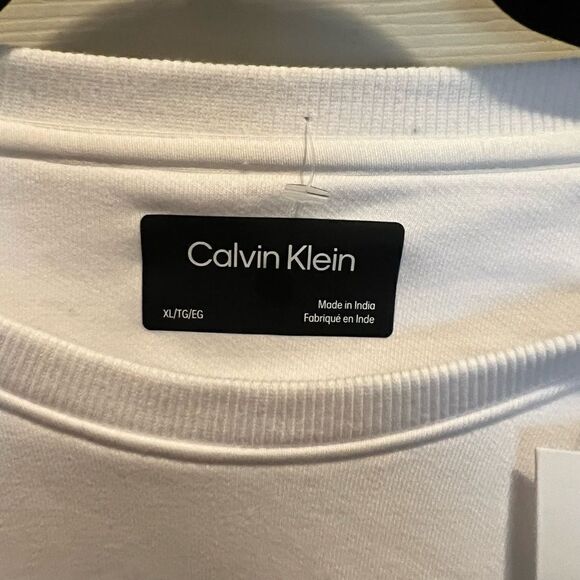 Calvin Klein
XL/TG/EG
Made in India
Fabriqué en Inde